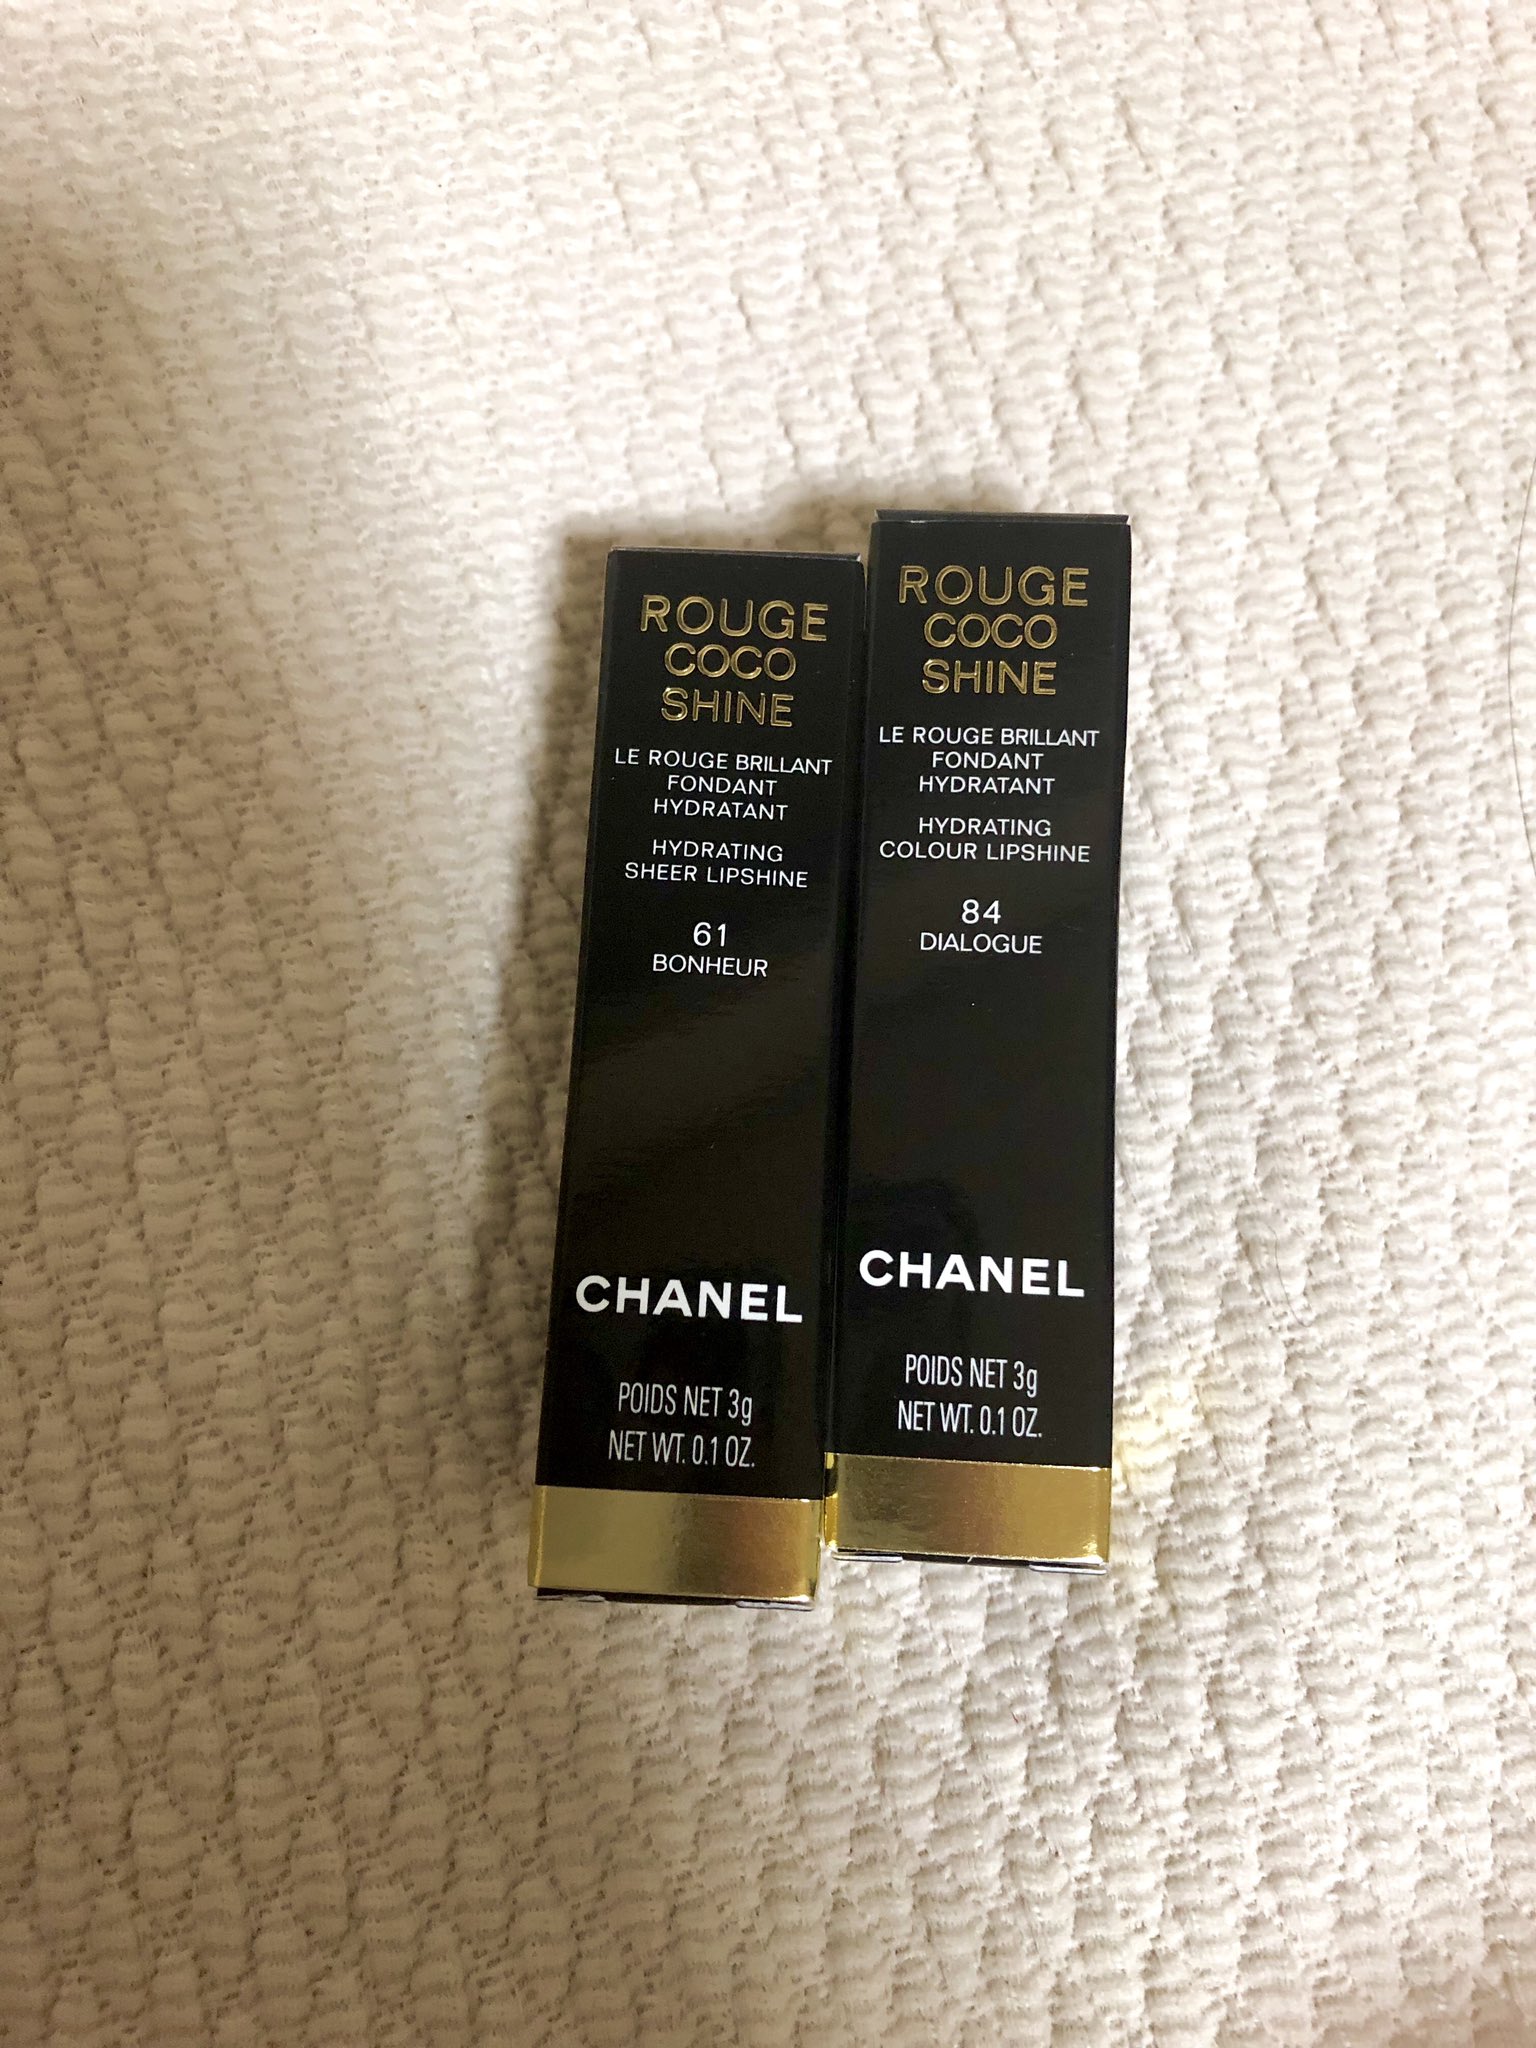 ROUGE
COCO
SHINE
LE ROUGE BRILLANT
FONDANT
HYDRATANT
HYDRATING
SHEER LIPSHINE
61
BONHEUR
CHANEL
POIDS NET 3g
NET WT. 0.1 OZ.
ROUGE
COCO
SHINE
LE ROUGE BRILLANT
FONDANT
HYDRATANT
HYDRATING
COLOUR LIPSHINE
84
DIALOGUE
CHANEL
POIDS NET 3g
NET WT. 0.1 OZ.